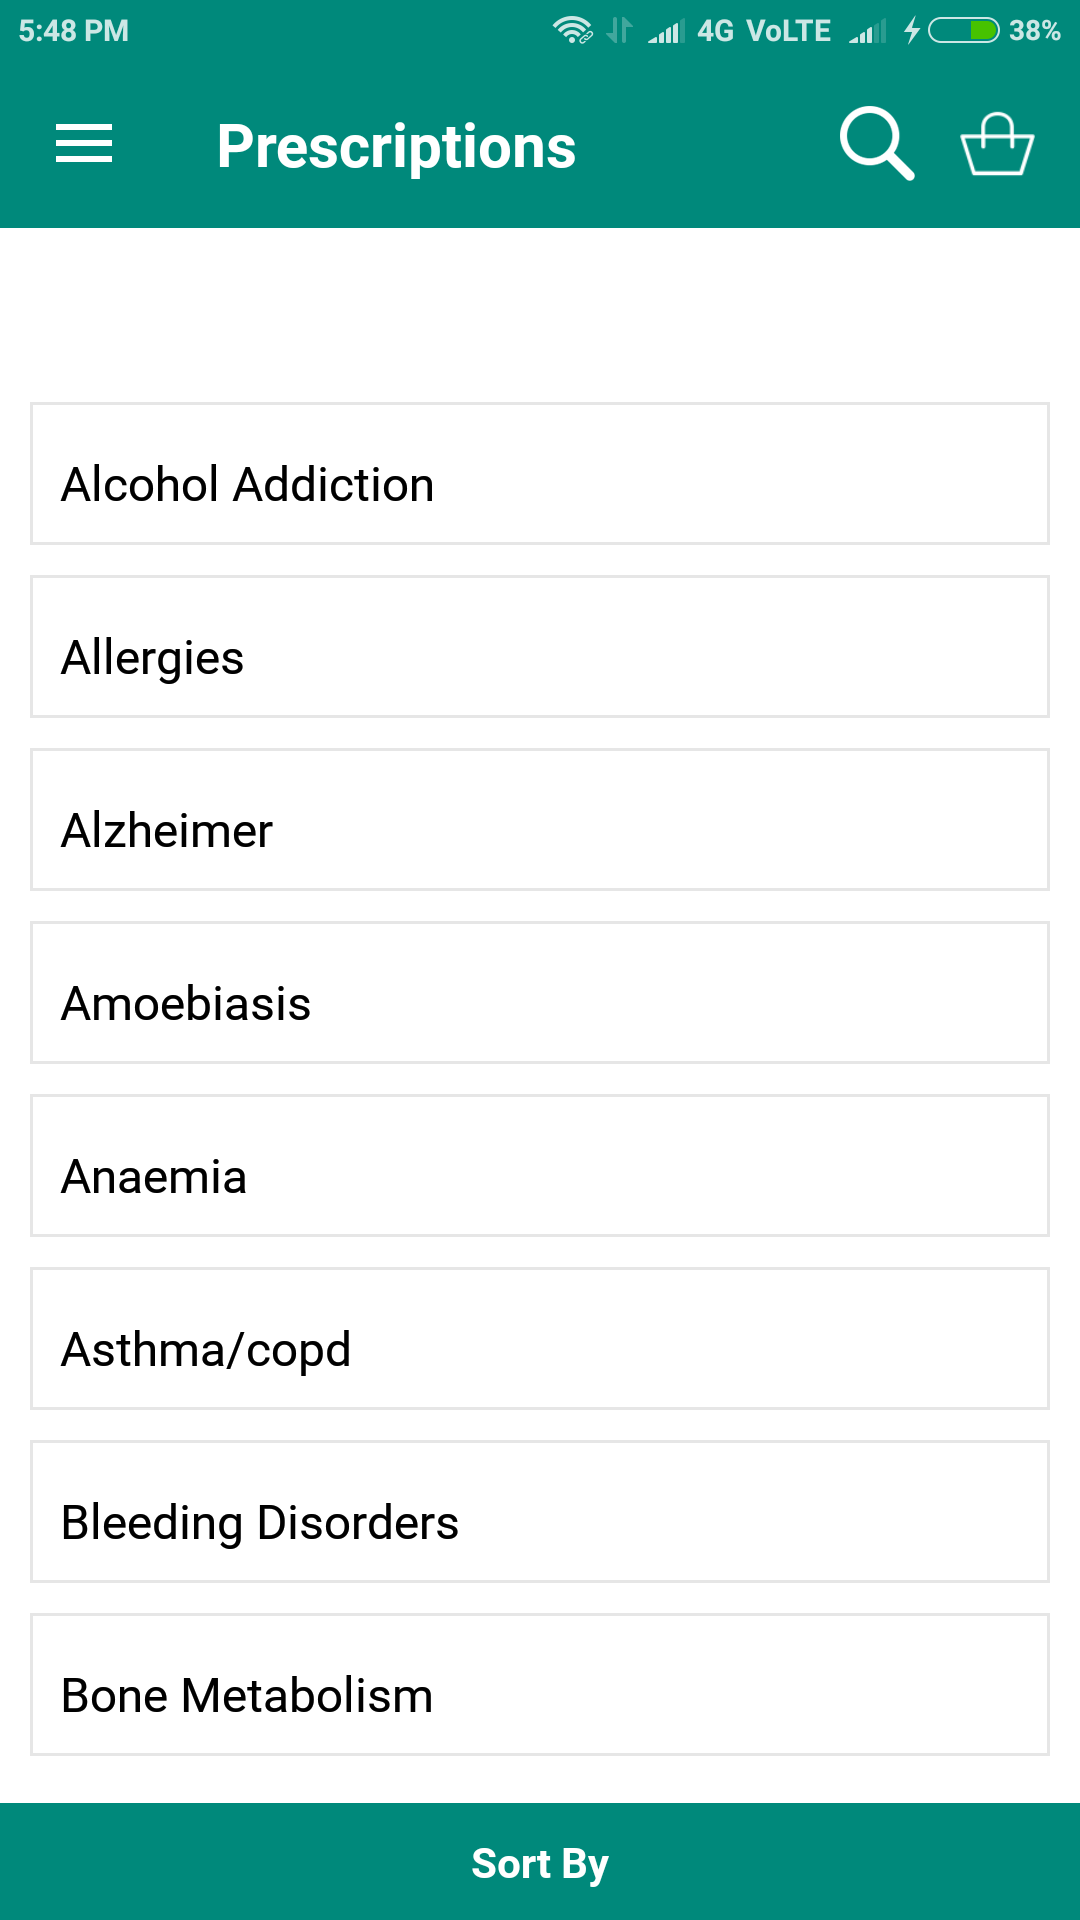 5:48 PM 4G VoLTE 38%
Prescriptions
Alcohol Addiction
Allergies
Alzheimer
Amoebiasis
Anaemia
Asthma/copd
Bleeding Disorders
Bone Metabolism
Sort By